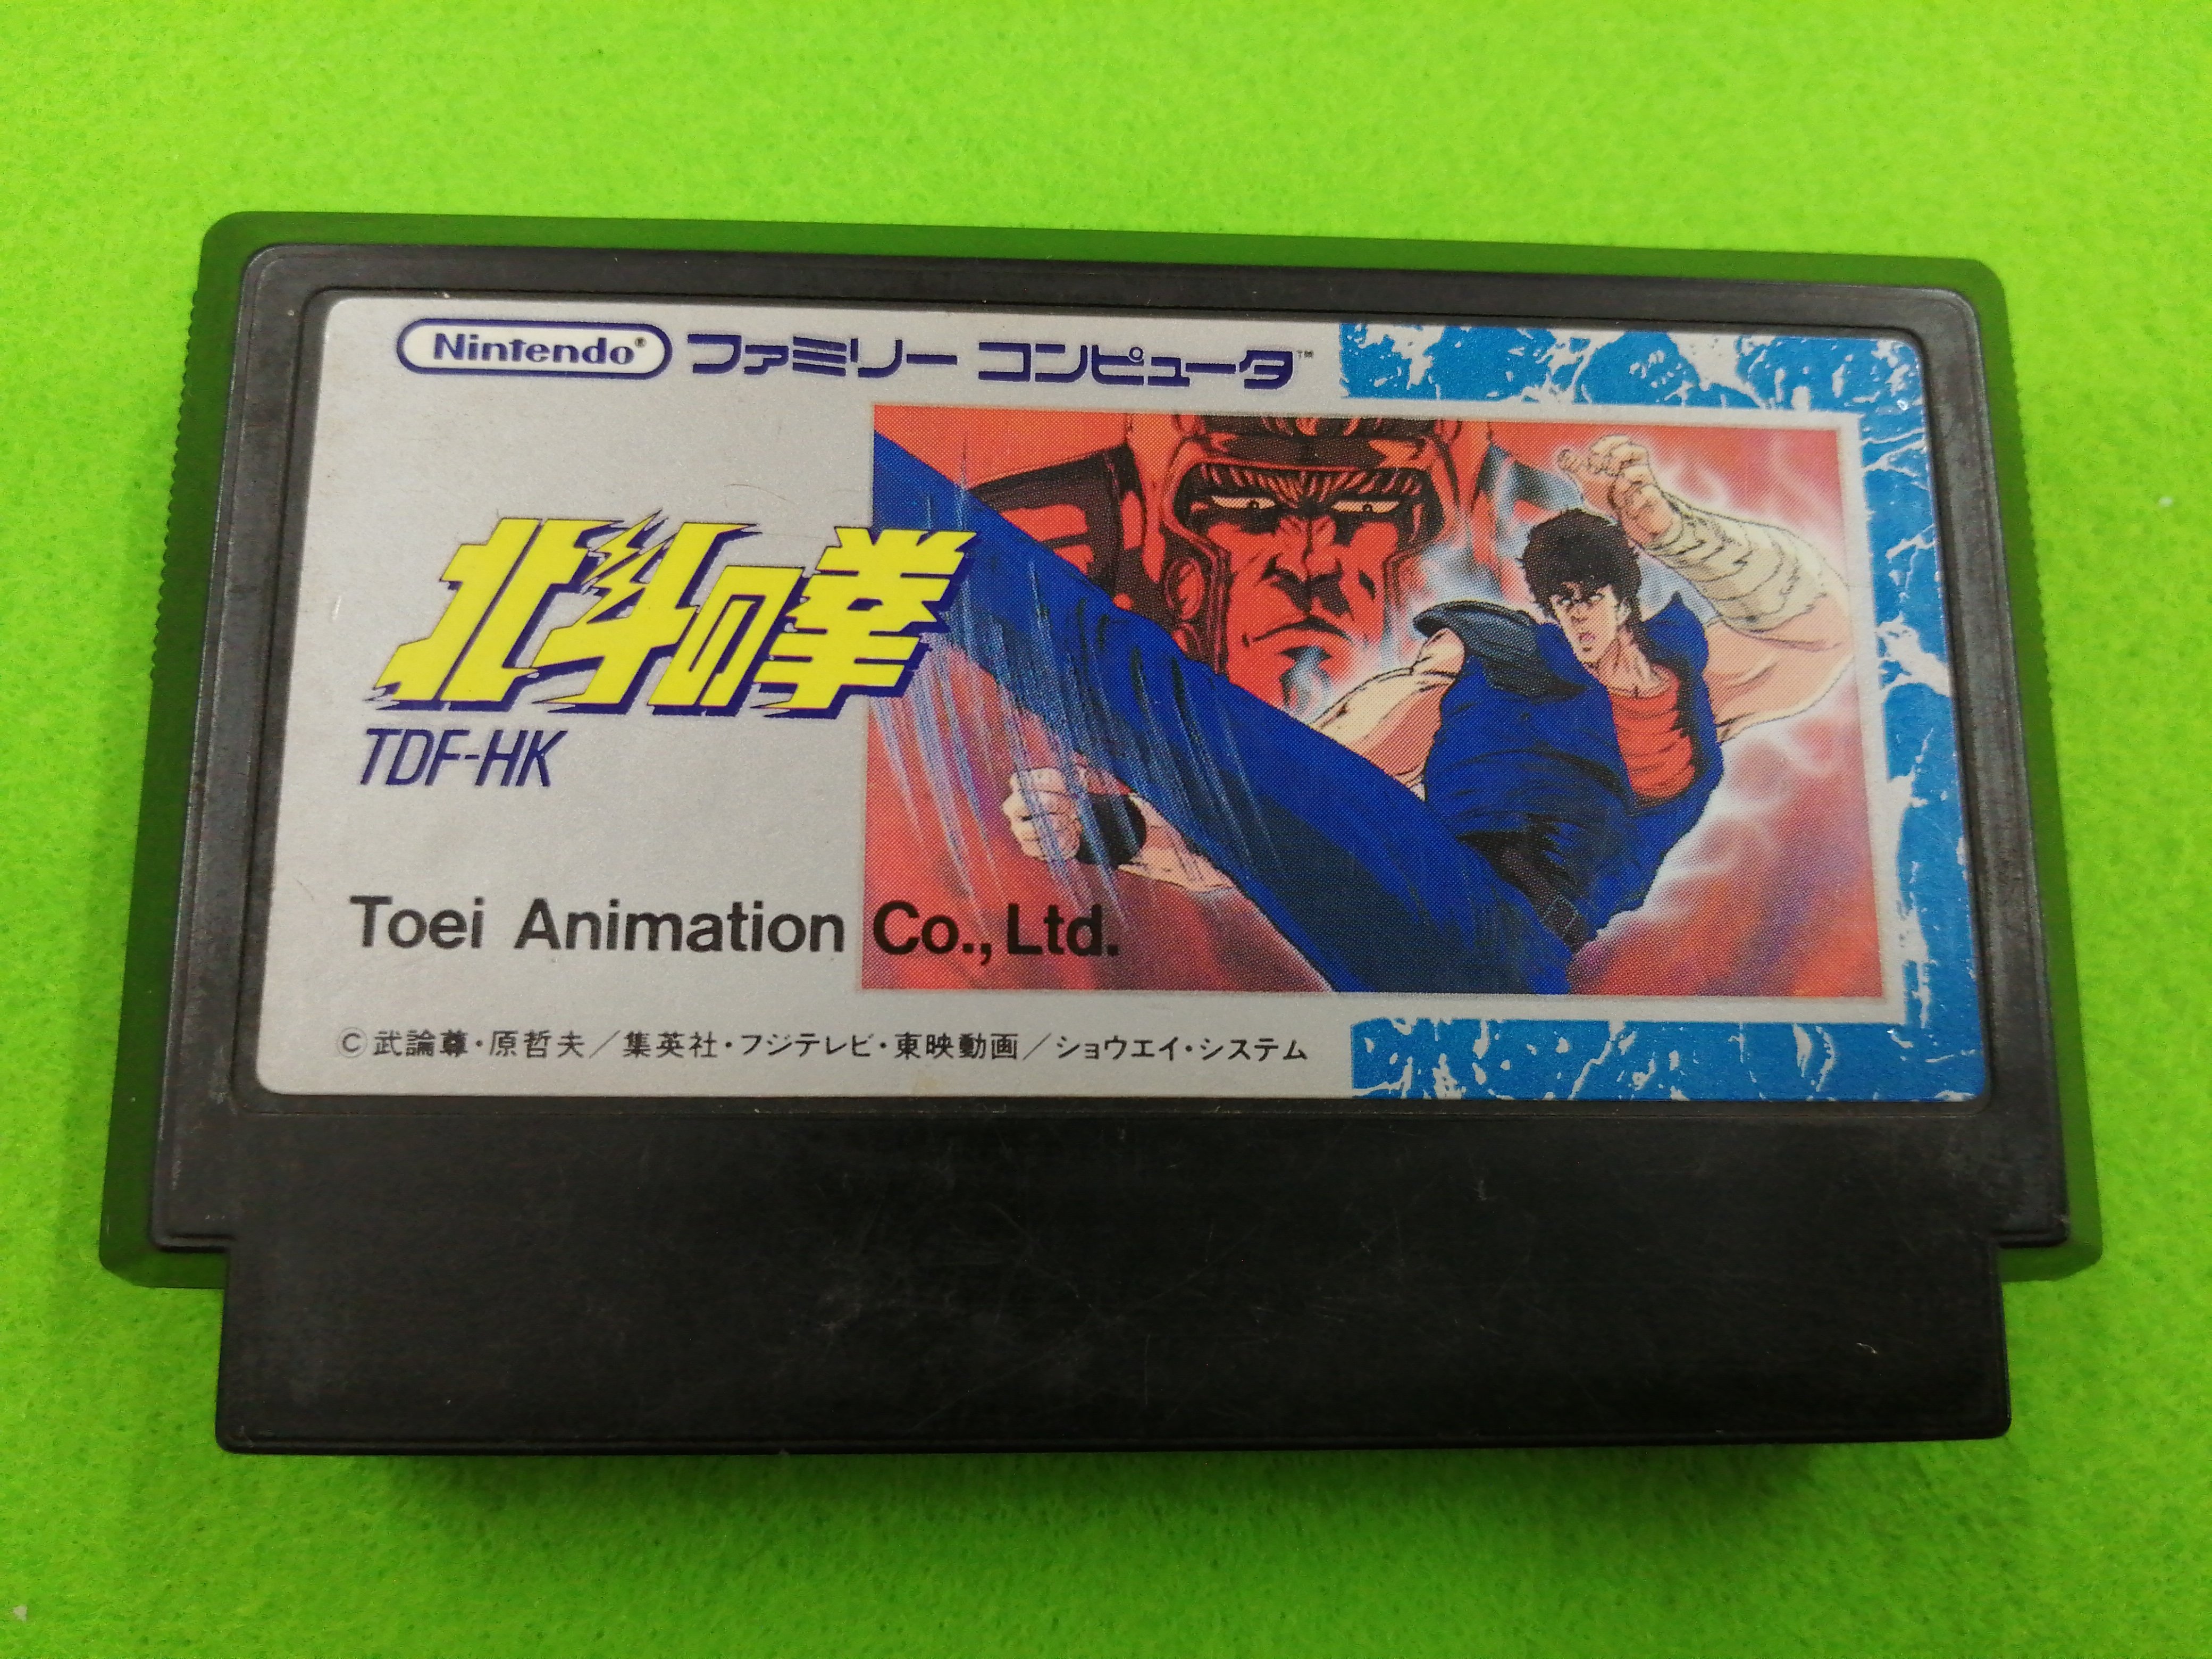 Nintendo® ファミリー コンピュータ™
北斗の拳
TDF-HK
Toei Animation Co., Ltd.
©武論尊・原哲夫／集英社・フジテレビ・東映動画／ショウエイ・システム